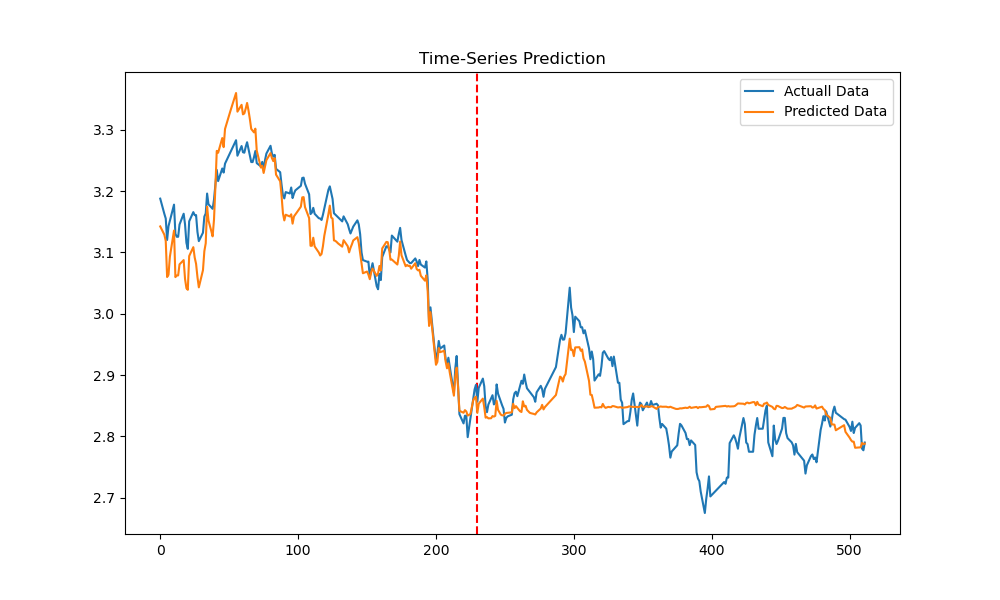 Time-Series Prediction
Actuall Data
Predicted Data
3.3
3.2
3.1
3.0
2.9
2.8
2.7
0 100 200 300 400 500